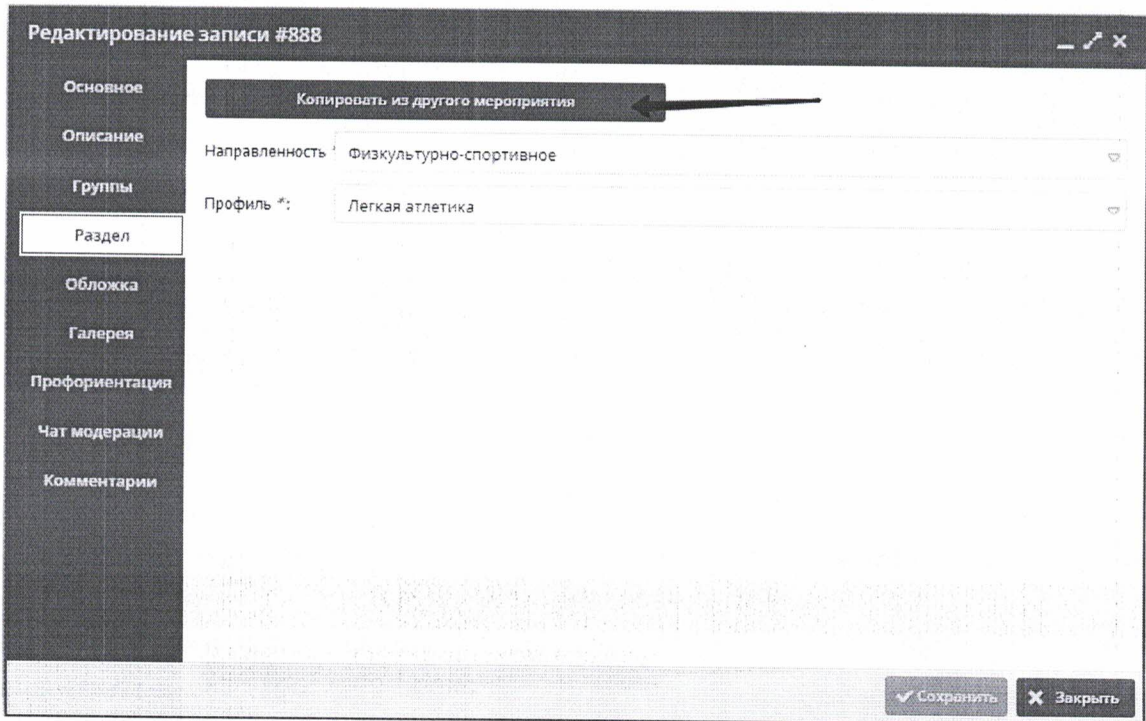 Редактирование записи #888
Основное
Описание
Группы
Раздел
Обложка
Галерея
Профориентация
Чат модерации
Комментарии
Копировать из другого мероприятия
Направленность *
Физкультурно-спортивное
Профиль *:
Легкая атлетика
Сохранить
Закрыть